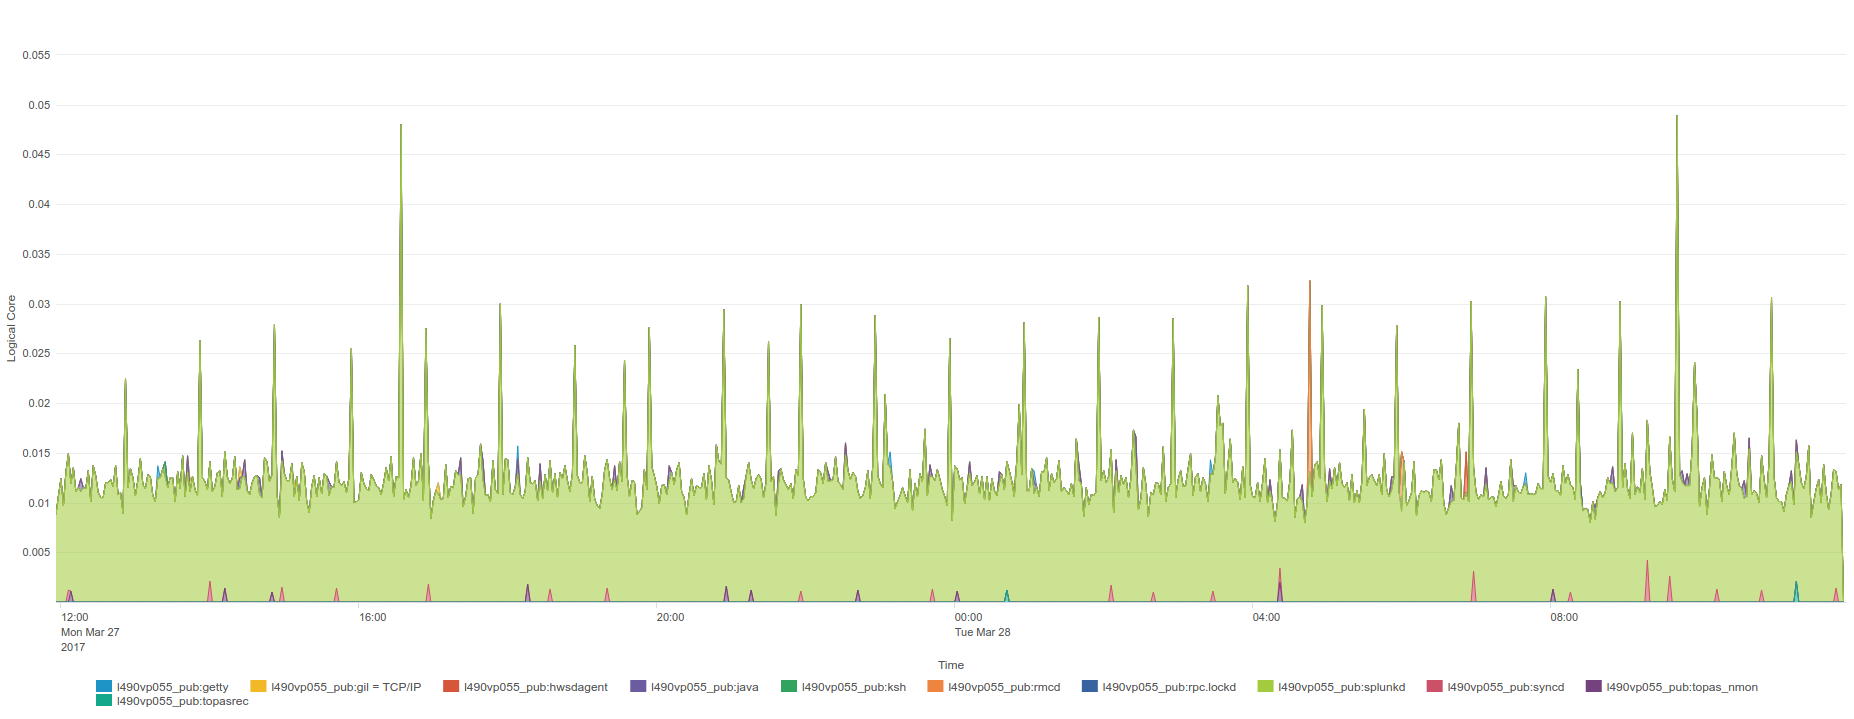 0.055
0.05
0.045
0.04
0.035
0.03
0.025
0.02
0.015
0.01
0.005
Logical Core
12:00 16:00 20:00 00:00 04:00 08:00
Mon Mar 27 Tue Mar 28
2017
Time
l490vp055_pub:getty l490vp055_pub:gil = TCP/IP l490vp055_pub:hwsdagent l490vp055_pub:java l490vp055_pub:ksh l490vp055_pub:rmcd l490vp055_pub:rpc.lockd l490vp055_pub:splunkd l490vp055_pub:syncd l490vp055_pub:topas_nmon
l490vp055_pub:topasrec